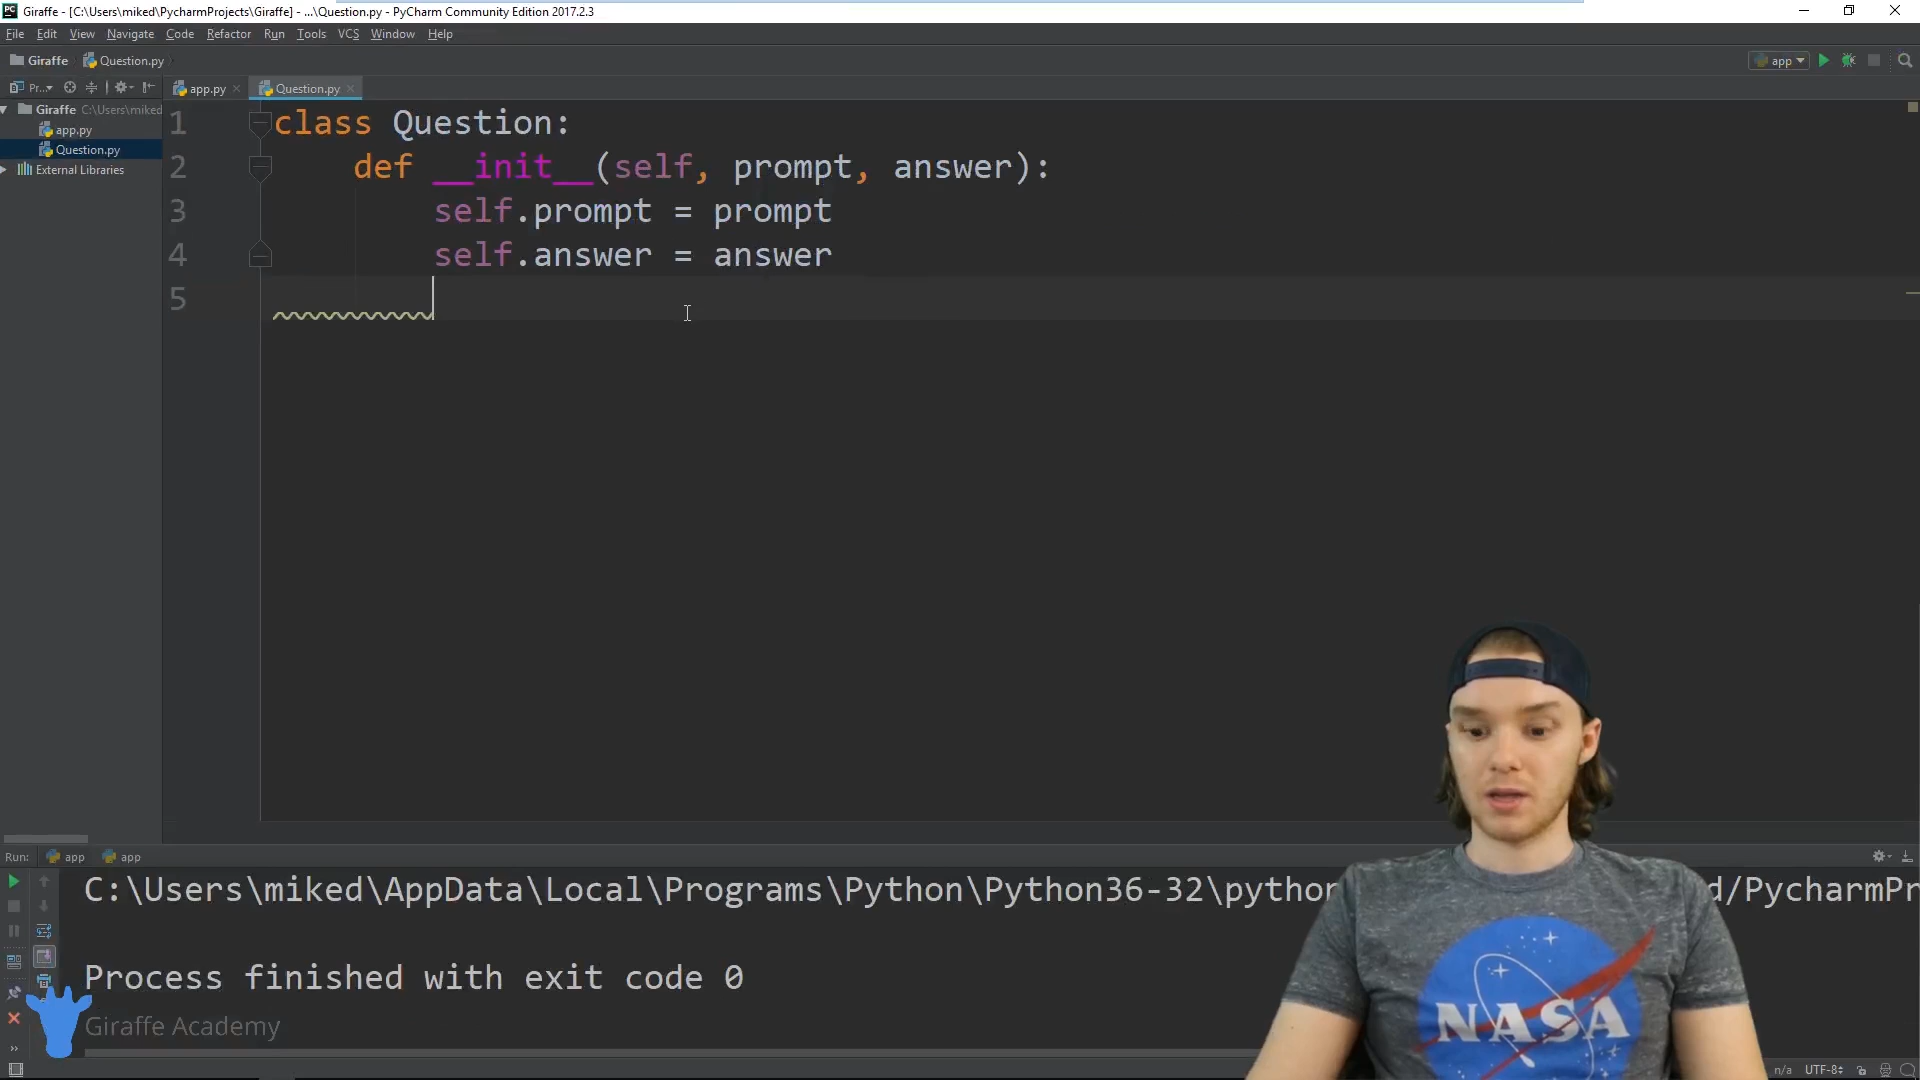 Giraffe - [C:\Users\miked\PycharmProjects\Giraffe] - ...\Question.py - PyCharm Community Edition 2017.2.3
File Edit View Navigate Code Refactor Run Tools VCS Window Help
Giraffe Question.py app
Pr... app.py Question.py
Giraffe C:\Users\miked
app.py
Question.py
External Libraries
1 class Question:
2 def __init__(self, prompt, answer):
3 self.prompt = prompt
4 self.answer = answer
5
Run: app app
C:\Users\miked\AppData\Local\Programs\Python\Python36-32\python d/PycharmPr
Process finished with exit code 0
Giraffe Academy
NASA
n/a UTF-8